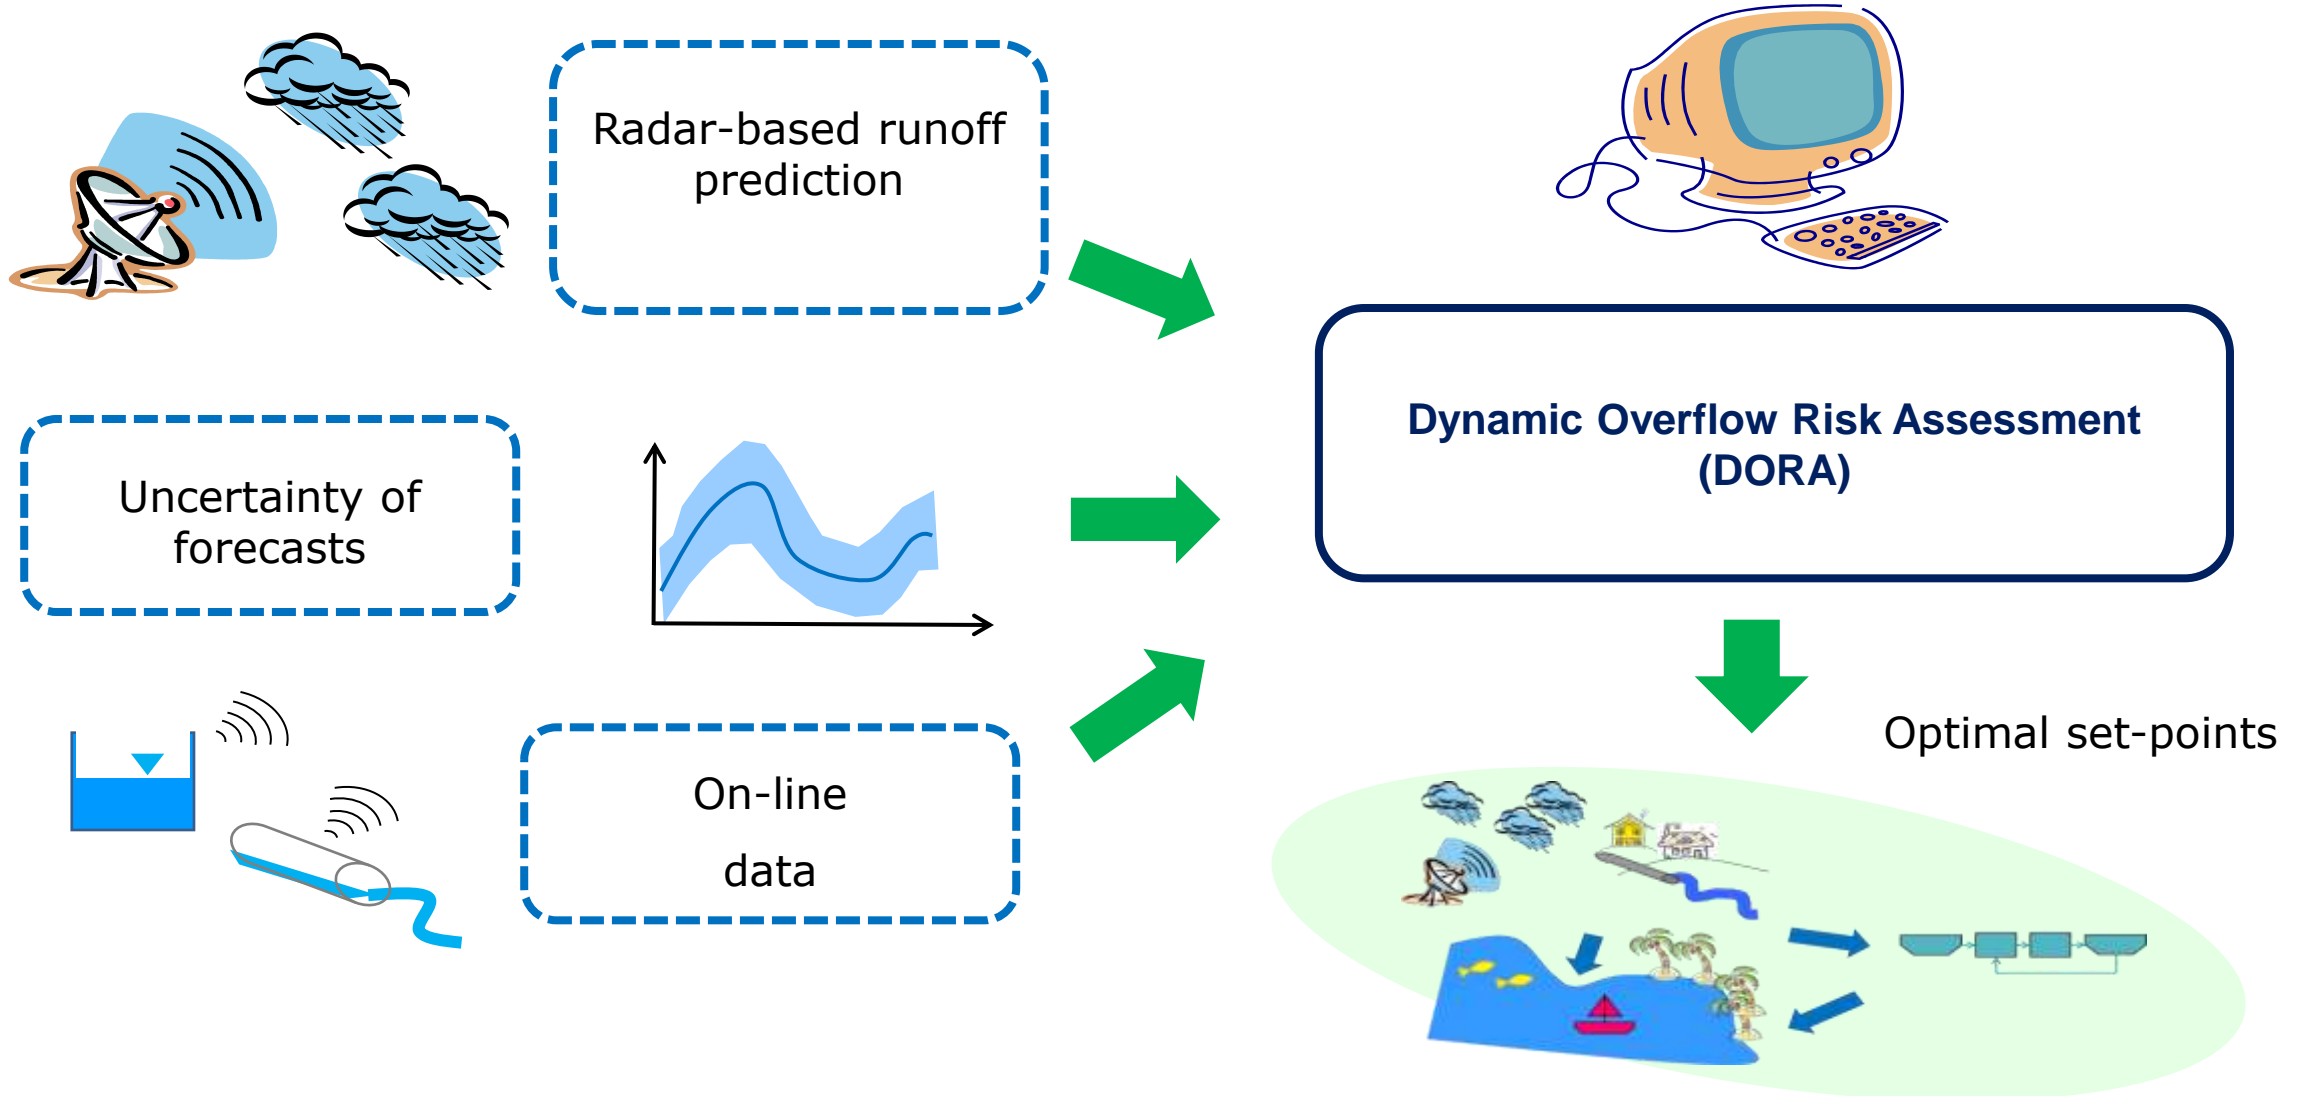 Radar-based runoff
prediction
Uncertainty of
forecasts
On-line
data
Dynamic Overflow Risk Assessment
(DORA)
Optimal set-points